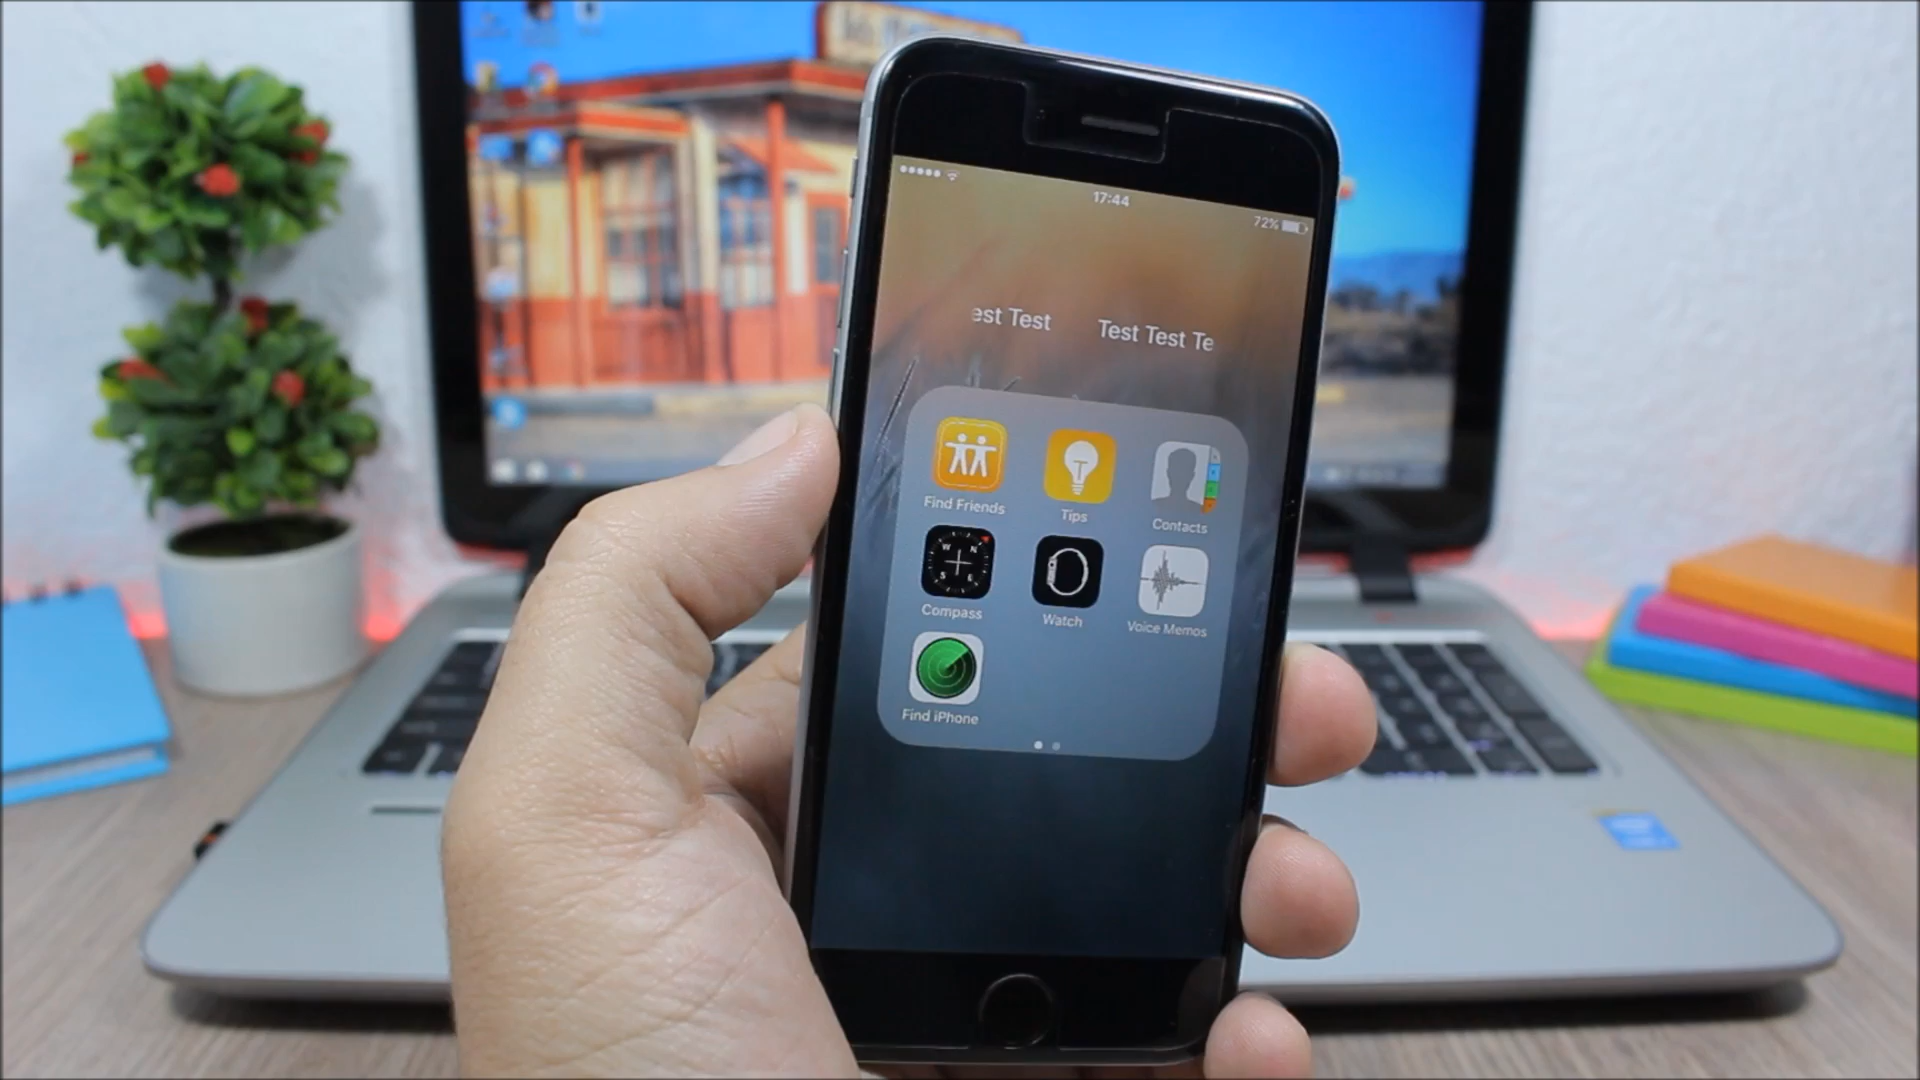 17:44
72%
est Test Test Test Te
Find Friends
Tips
Contacts
W N
S E
Compass
Watch
Voice Memos
Find iPhone